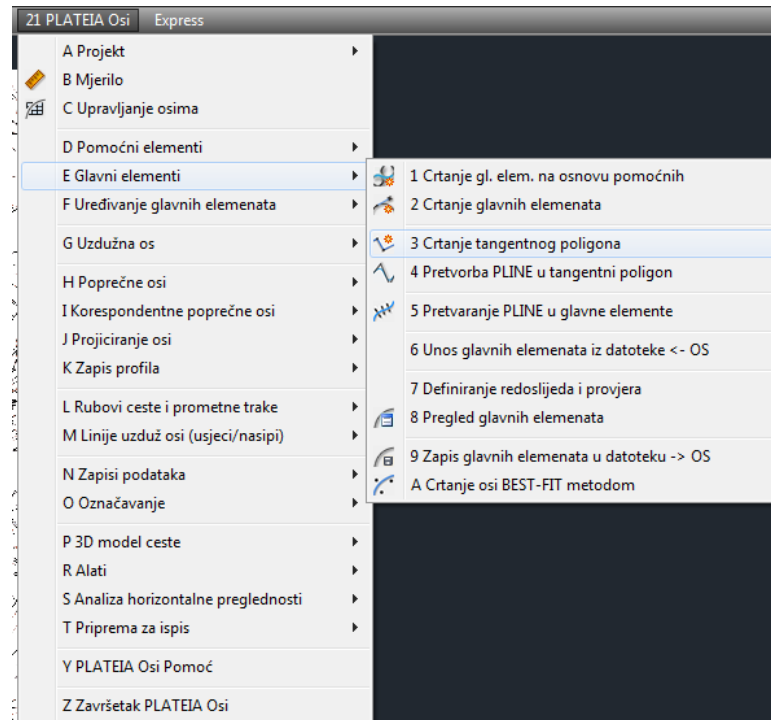 21 PLATEIA Osi Express
A Projekt
B Mjerilo
C Upravljanje osima
D Pomoćni elementi
E Glavni elementi
F Uređivanje glavnih elemenata
G Uzdužna os
H Poprečne osi
I Korespondentne poprečne osi
J Projiciranje osi
K Zapis profila
L Rubovi ceste i prometne trake
M Linije uzduž osi (usjeci/nasipi)
N Zapisi podataka
O Označavanje
P 3D model ceste
R Alati
S Analiza horizontalne preglednosti
T Priprema za ispis
Y PLATEIA Osi Pomoć
Z Završetak PLATEIA Osi
1 Crtanje gl. elem. na osnovu pomoćnih
2 Crtanje glavnih elemenata
3 Crtanje tangentnog poligona
4 Pretvorba PLINE u tangentni poligon
5 Pretvaranje PLINE u glavne elemente
6 Unos glavnih elemenata iz datoteke <- OS
7 Definiranje redoslijeda i provjera
8 Pregled glavnih elemenata
9 Zapis glavnih elemenata u datoteku -> OS
A Crtanje osi BEST-FIT metodom